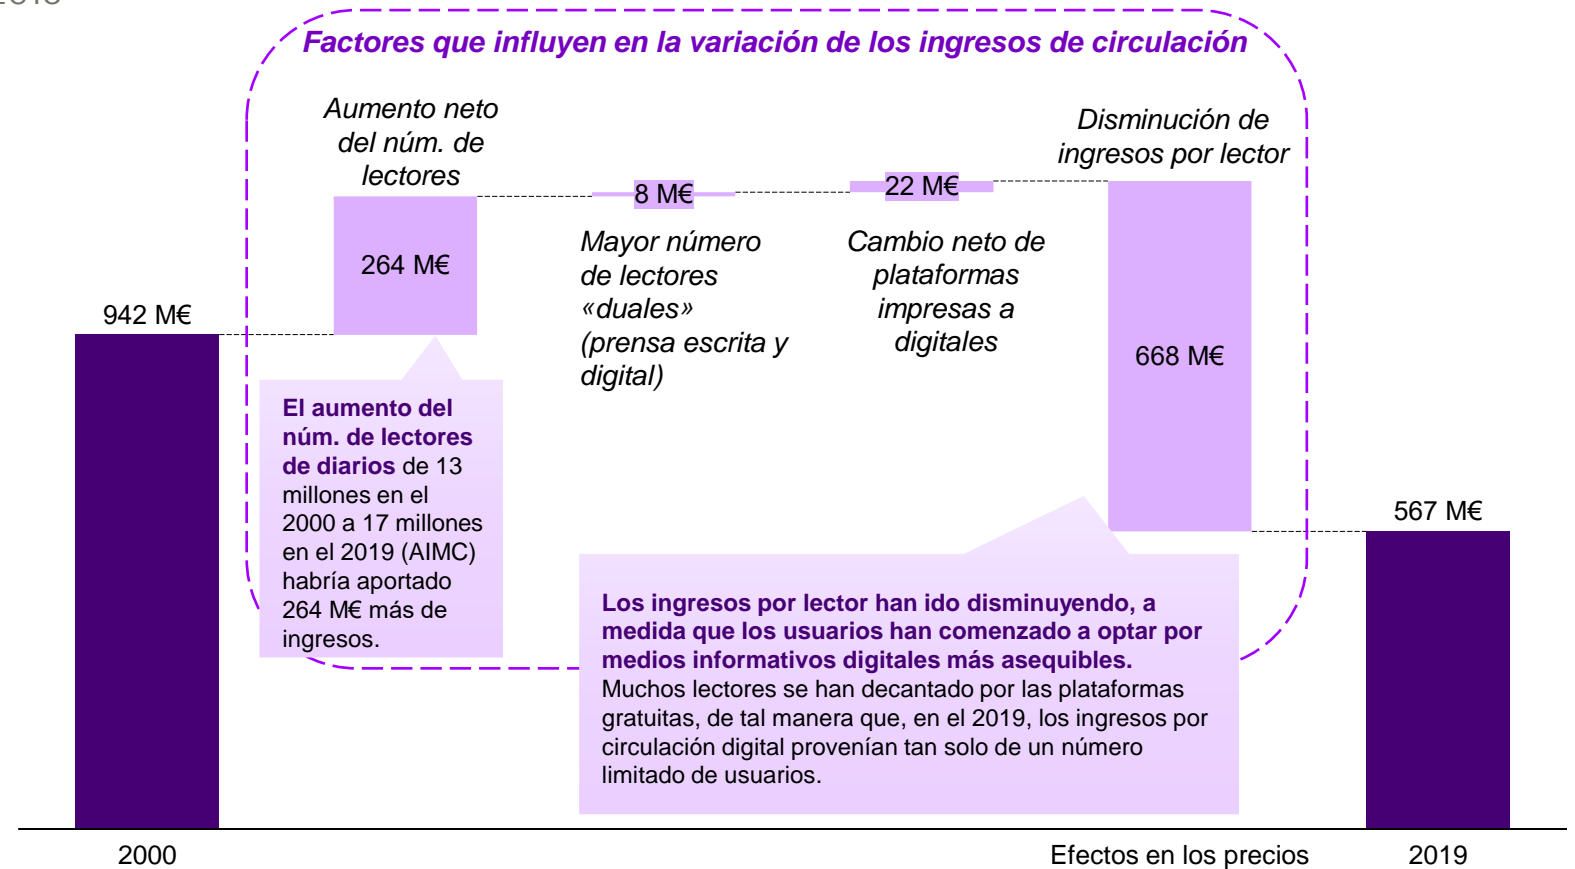 Factores que influyen en la variación de los ingresos de circulación
Aumento neto
del núm. de
lectores
Disminución de
ingresos por lector
8 M€
22 M€
264 M€
Mayor número
de lectores
«duales»
(prensa escrita y
digital)
Cambio neto de
plataformas
impresas a
digitales
942 M€
668 M€
El aumento del
núm. de lectores
de diarios de 13
millones en el
2000 a 17 millones
en el 2019 (AIMC)
habría aportado
264 M€ más de
ingresos.
567 M€
Los ingresos por lector han ido disminuyendo, a
medida que los usuarios han comenzado a optar por
medios informativos digitales más asequibles.
Muchos lectores se han decantado por las plataformas
gratuitas, de tal manera que, en el 2019, los ingresos por
circulación digital provenían tan solo de un número
limitado de usuarios.
2000
Efectos en los precios
2019